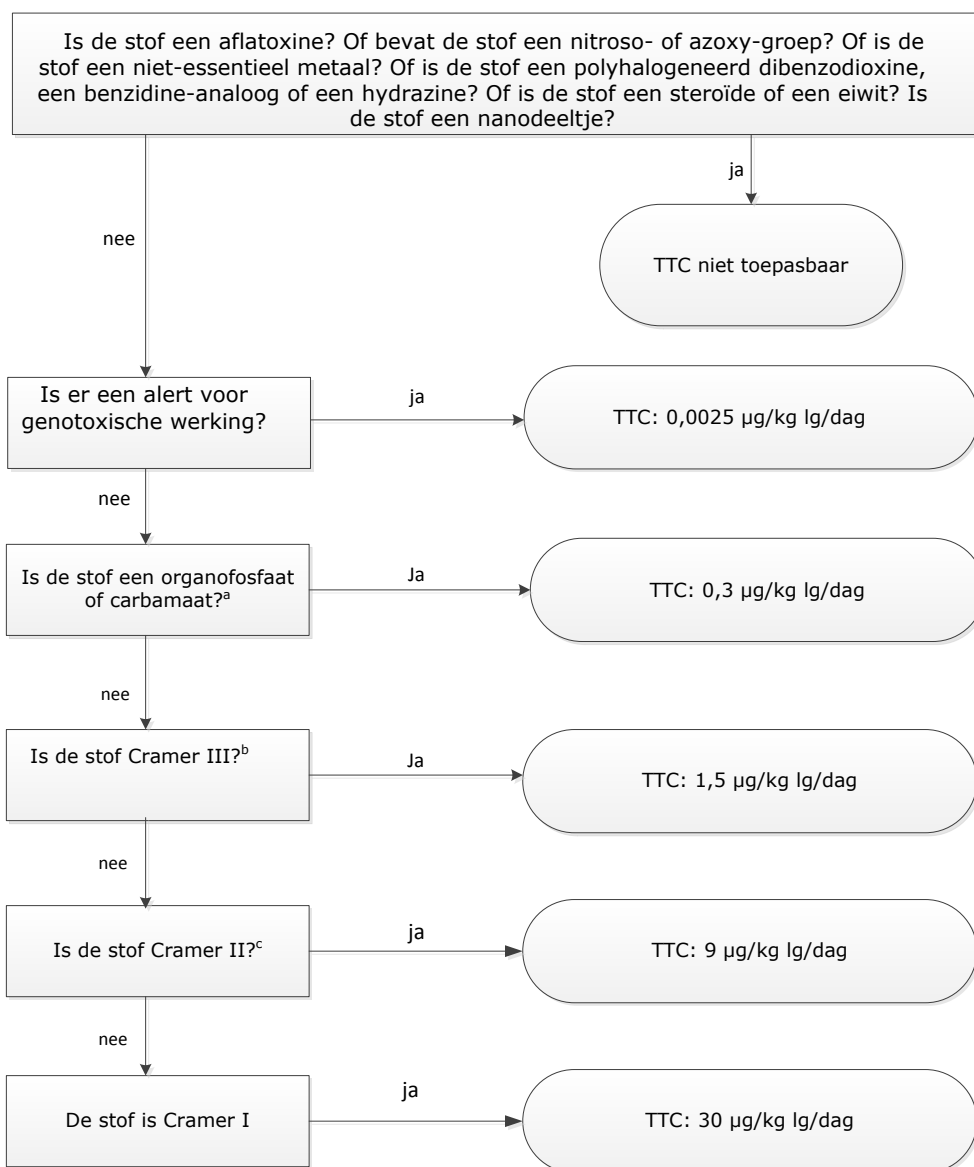 Is de stof een aflatoxine? Of bevat de stof een nitroso- of azoxy-groep? Of is de
stof een niet-essentieel metaal? Of is de stof een polyhalogeneerd dibenzodioxine,
een benzidine-analoog of een hydrazine? Of is de stof een steroïde of een eiwit? Is
de stof een nanodeeltje?
ja
nee
TTC niet toepasbaar
Is er een alert voor
genotoxische werking?
ja
TTC: 0,0025 µg/kg lg/dag
nee
Is de stof een organofosfaat
of carbamaat?ᵃ
Ja
TTC: 0,3 µg/kg lg/dag
nee
Is de stof Cramer III?ᵇ
Ja
TTC: 1,5 µg/kg lg/dag
nee
Is de stof Cramer II?ᶜ
ja
TTC: 9 µg/kg lg/dag
nee
De stof is Cramer I
ja
TTC: 30 µg/kg lg/dag